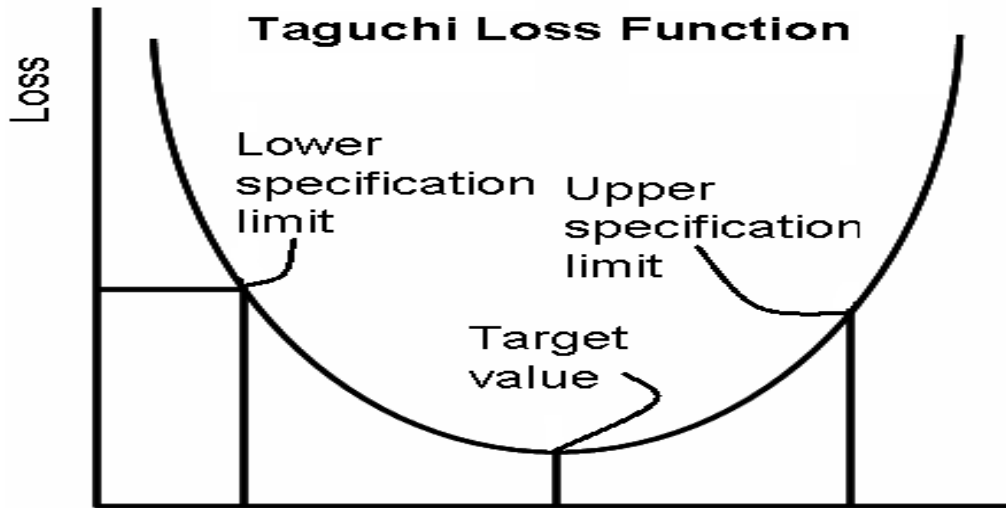 Taguchi Loss Function
Loss
Lower
specification
limit
Upper
specification
limit
Target
value